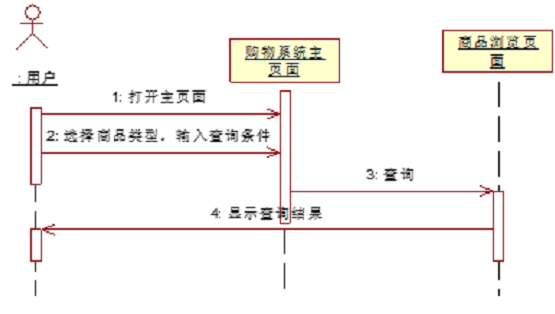 购物系统主
页面
商品浏览页
面
: 用户
1: 打开主页面
2: 选择商品类型，输入查询条件
3: 查询
4: 显示查询结果